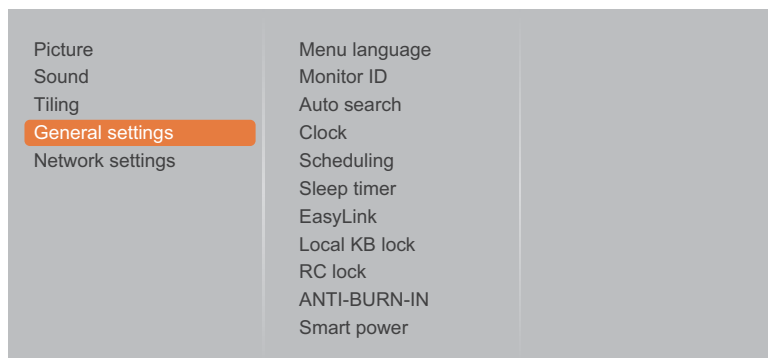 Picture
Sound
Tiling
General settings
Network settings
Menu language
Monitor ID
Auto search
Clock
Scheduling
Sleep timer
EasyLink
Local KB lock
RC lock
ANTI-BURN-IN
Smart power